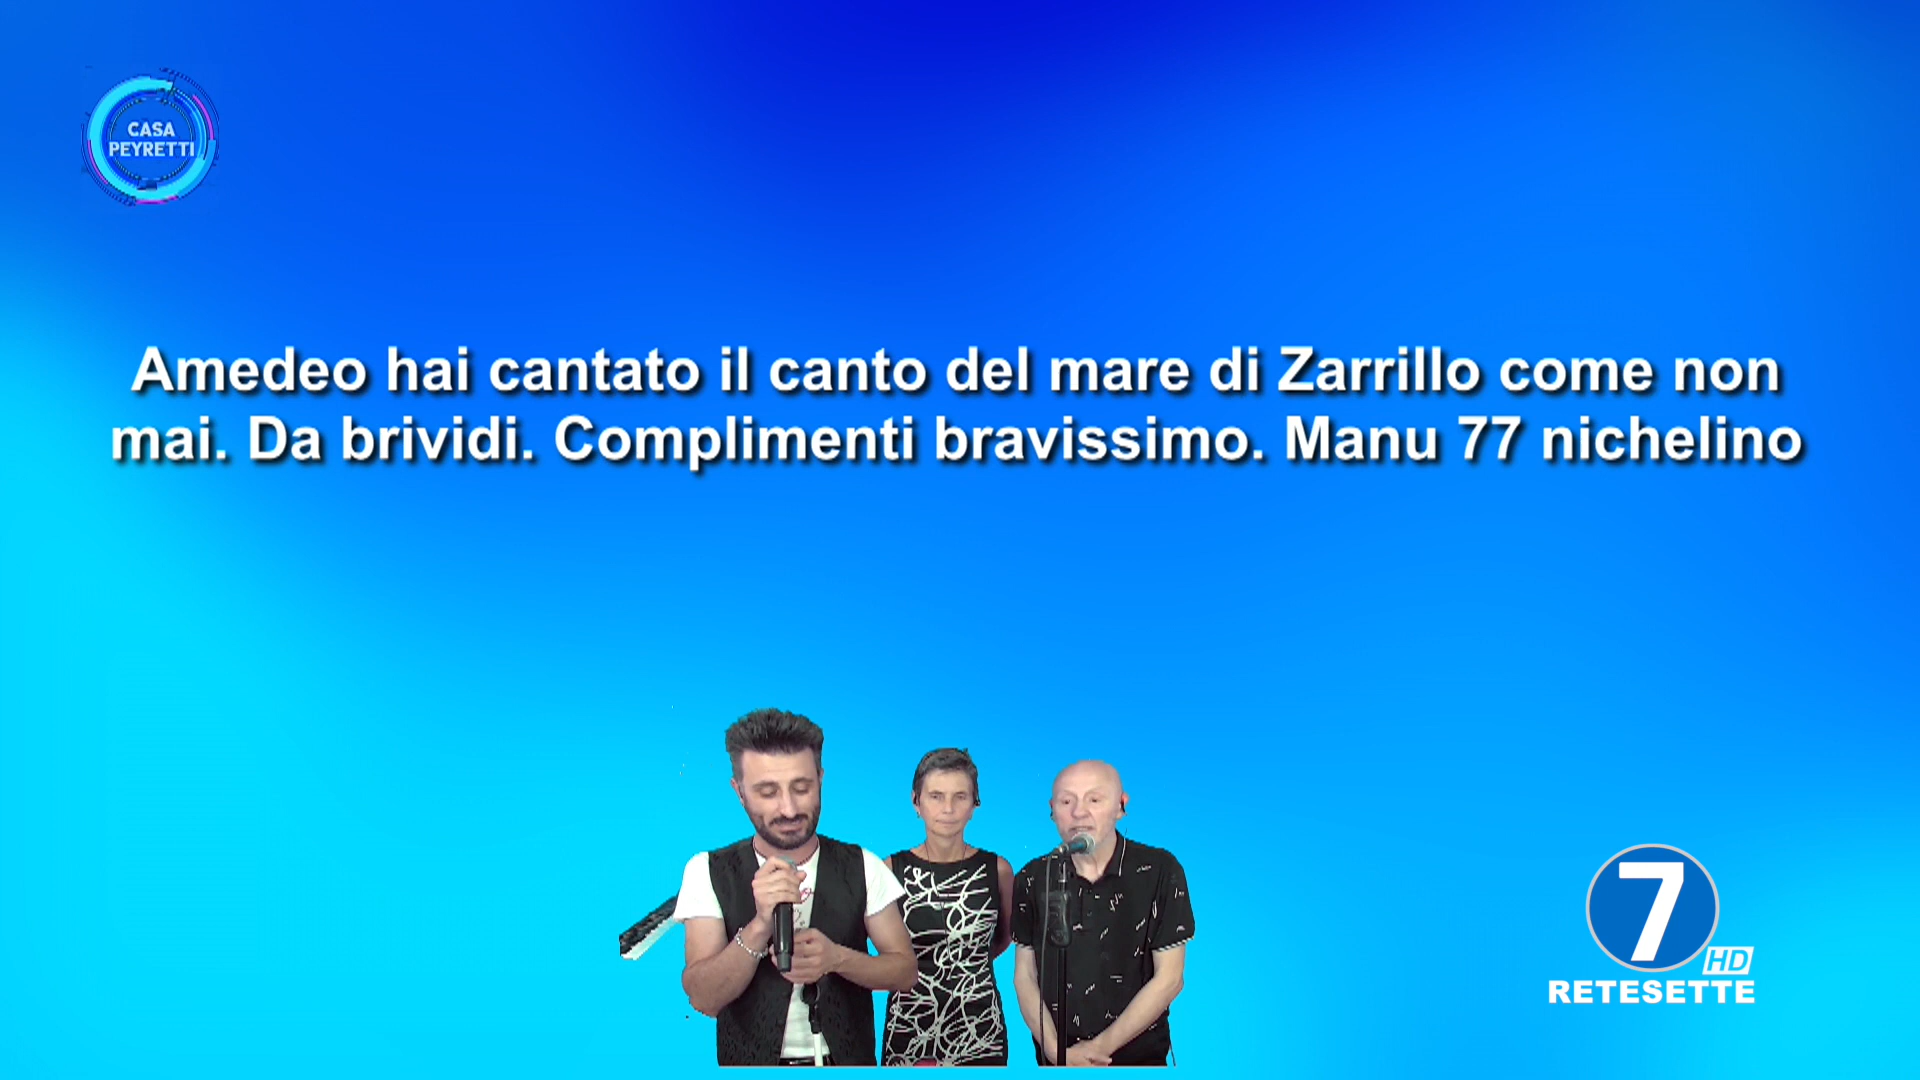 CASA
PEYRETTI
Amedeo hai cantato il canto del mare di Zarrillo come non
mai. Da brividi. Complimenti bravissimo. Manu 77 nichelino
7
HD
RETESETTE